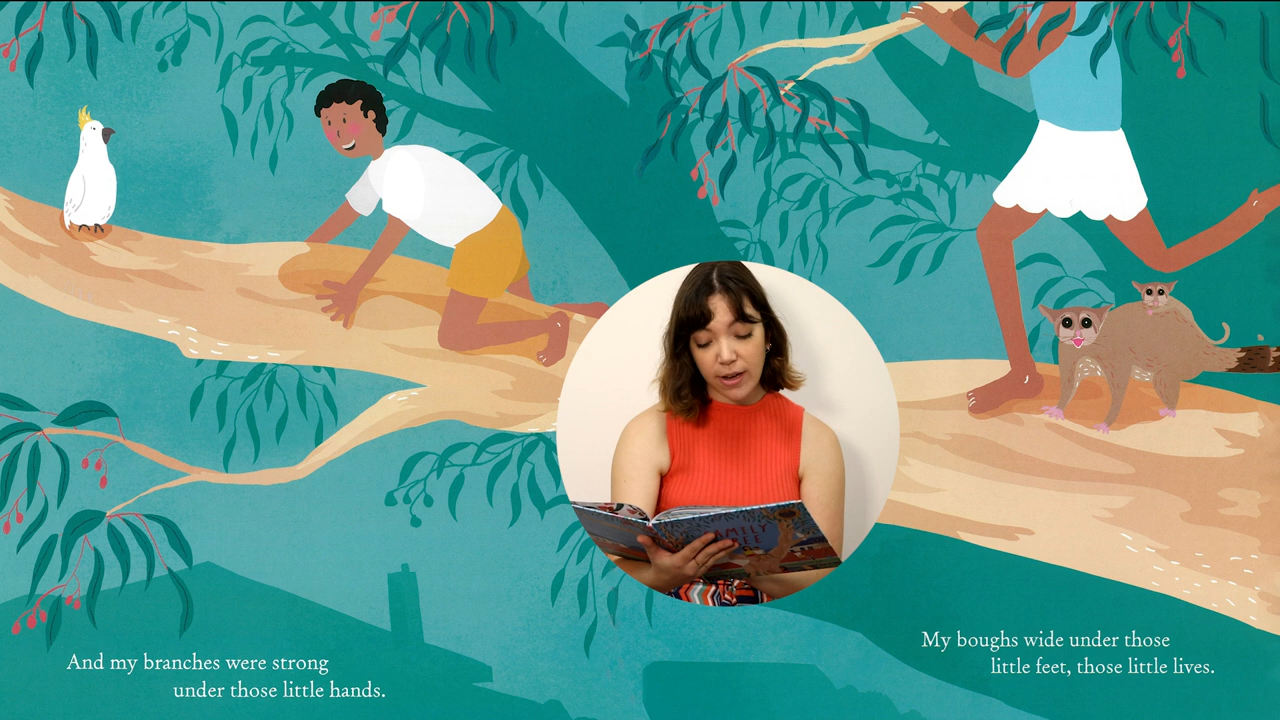 And my branches were strong
under those little hands.
My boughs wide under those
little feet, those little lives.